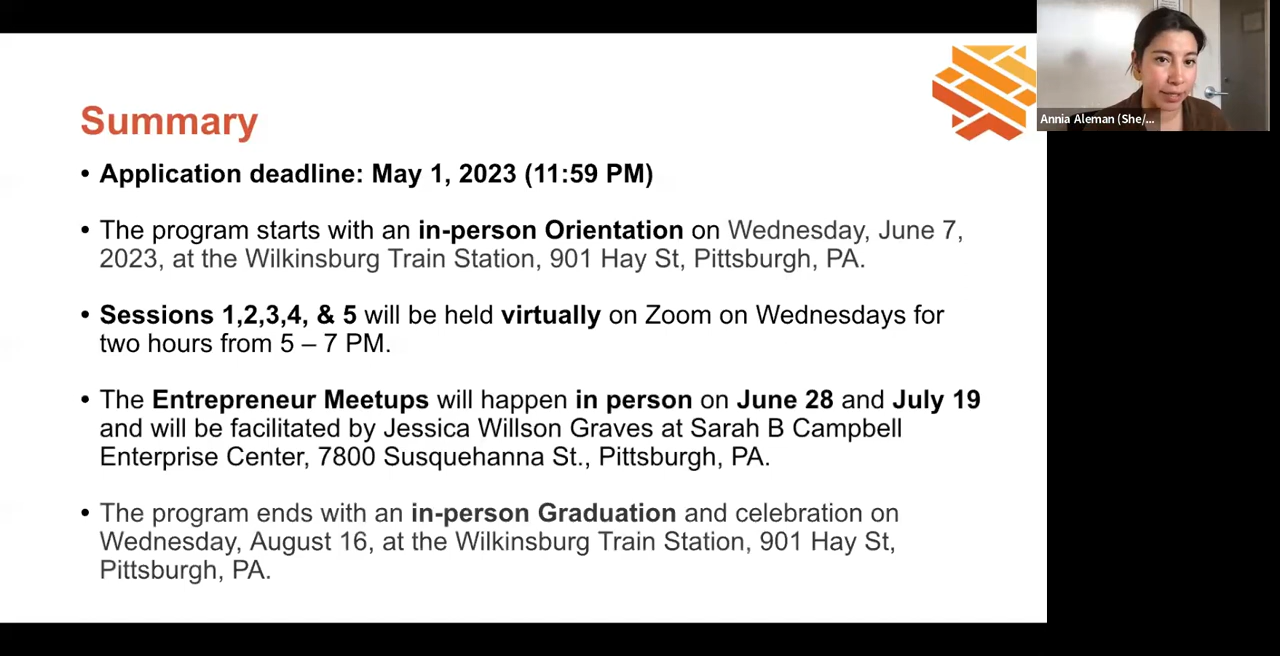 Summary
• Application deadline: May 1, 2023 (11:59 PM)
• The program starts with an in-person Orientation on Wednesday, June 7,
2023, at the Wilkinsburg Train Station, 901 Hay St, Pittsburgh, PA.
• Sessions 1,2,3,4, & 5 will be held virtually on Zoom on Wednesdays for
two hours from 5 – 7 PM.
• The Entrepreneur Meetups will happen in person on June 28 and July 19
and will be facilitated by Jessica Willson Graves at Sarah B Campbell
Enterprise Center, 7800 Susquehanna St., Pittsburgh, PA.
• The program ends with an in-person Graduation and celebration on
Wednesday, August 16, at the Wilkinsburg Train Station, 901 Hay St,
Pittsburgh, PA.
Annia Aleman (She/...